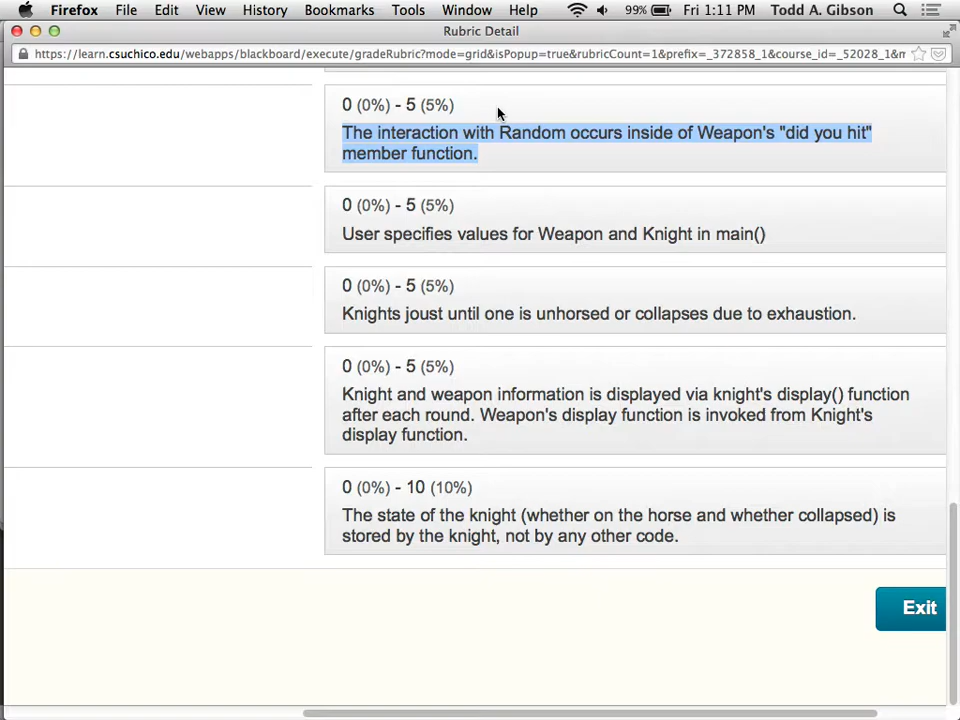 Firefox File Edit View History Bookmarks Tools Window Help 99% Fri 1:11 PM Todd A. Gibson
Rubric Detail
https://learn.csuchico.edu/webapps/blackboard/execute/gradeRubric?mode=grid&isPopup=true&rubricCount=1&prefix=_372858_1&course_id=_52028_1&m
0 (0%) - 5 (5%)
The interaction with Random occurs inside of Weapon's "did you hit"
member function.
0 (0%) - 5 (5%)
User specifies values for Weapon and Knight in main()
0 (0%) - 5 (5%)
Knights joust until one is unhorsed or collapses due to exhaustion.
0 (0%) - 5 (5%)
Knight and weapon information is displayed via knight's display() function
after each round. Weapon's display function is invoked from Knight's
display function.
0 (0%) - 10 (10%)
The state of the knight (whether on the horse and whether collapsed) is
stored by the knight, not by any other code.
Exit